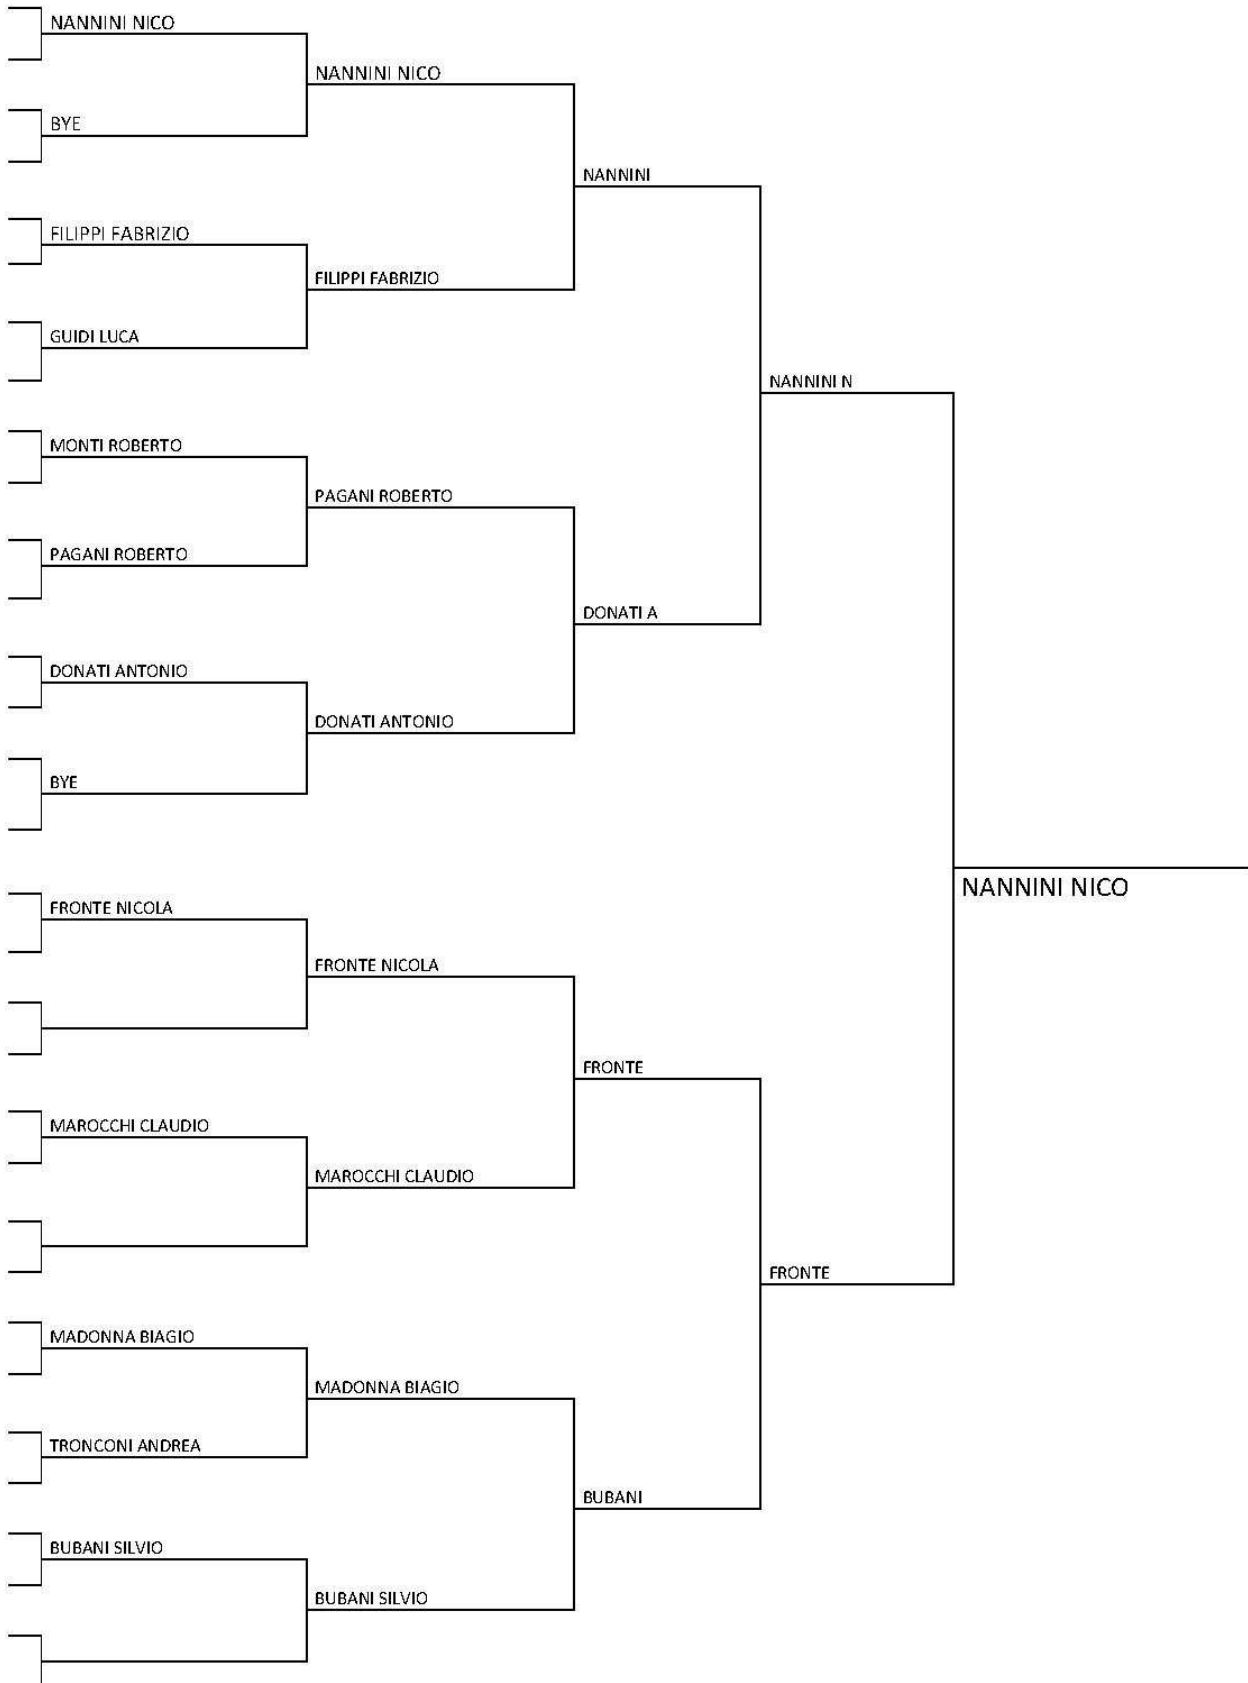 NANNINI NICO
NANNINI NICO
BYE
NANNINI
FILIPPI FABRIZIO
FILIPPI FABRIZIO
GUIDI LUCA
NANNINI N
MONTI ROBERTO
PAGANI ROBERTO
PAGANI ROBERTO
DONATI A
DONATI ANTONIO
DONATI ANTONIO
BYE
NANNINI NICO
FRONTE NICOLA
FRONTE NICOLA
FRONTE
MAROCCHI CLAUDIO
MAROCCHI CLAUDIO
FRONTE
MADONNA BIAGIO
MADONNA BIAGIO
TRONCONI ANDREA
BUBANI
BUBANI SILVIO
BUBANI SILVIO